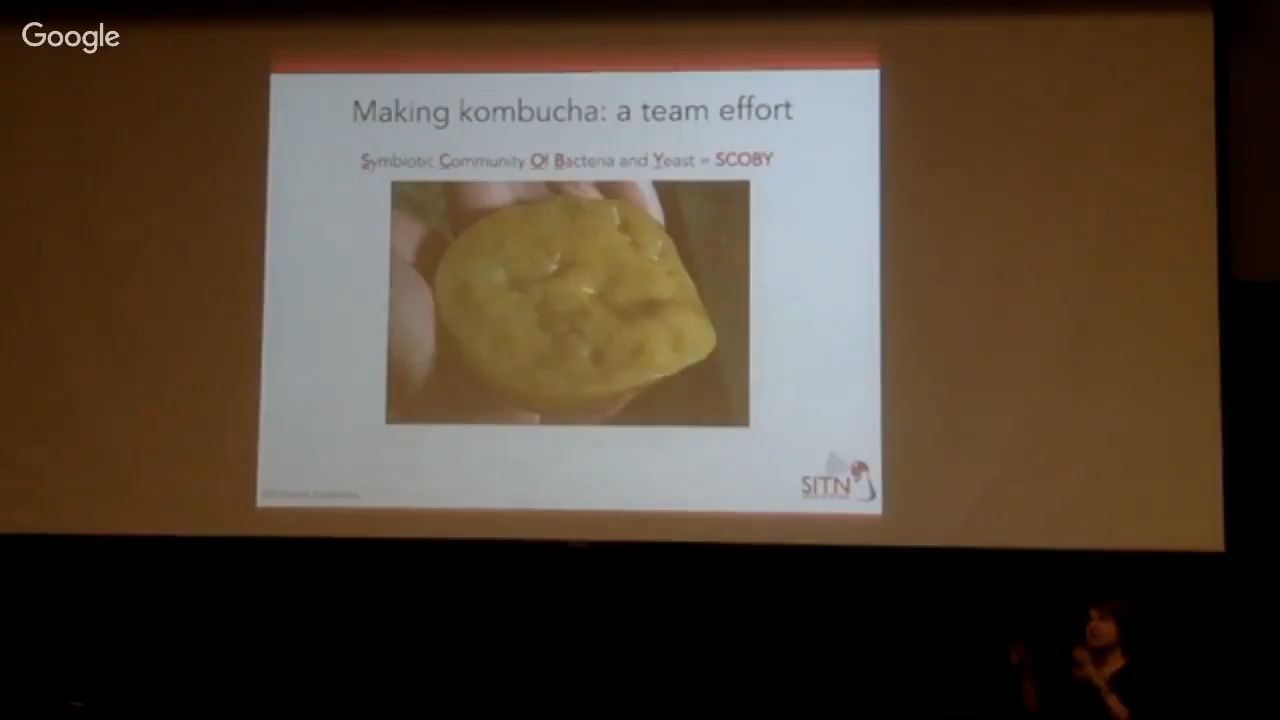 Google
Making kombucha: a team effort
Symbiotic Community Of Bacteria and Yeast = SCOBY
SITN